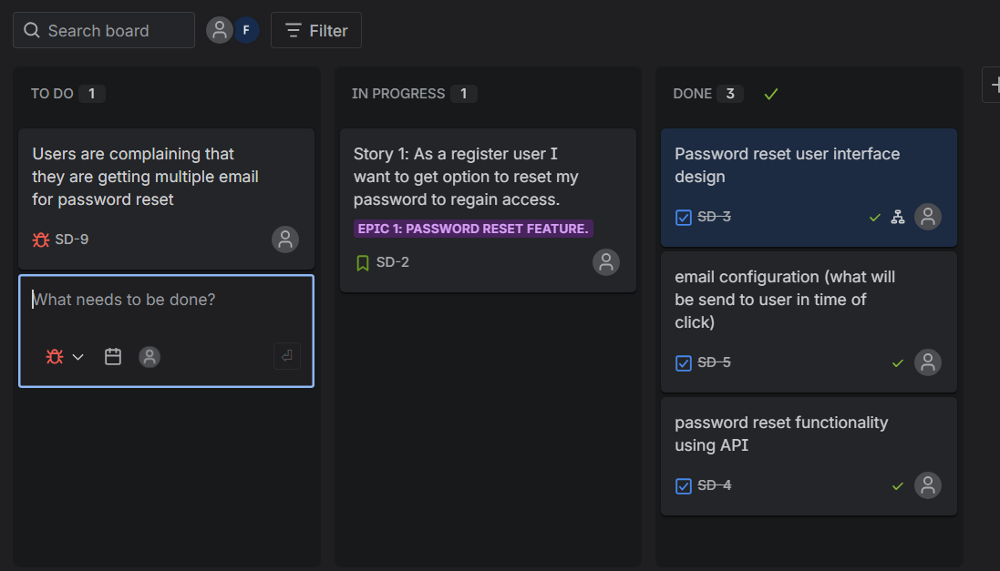 Search board
F
Filter
TO DO 1
Users are complaining that
they are getting multiple email
for password reset
SD-9
What needs to be done?
IN PROGRESS 1
Story 1: As a register user I
want to get option to reset my
password to regain access.
EPIC 1: PASSWORD RESET FEATURE.
SD-2
DONE 3
Password reset user interface
design
SD-3
email configuration (what will
be send to user in time of
click)
SD-5
password reset functionality
using API
SD-4